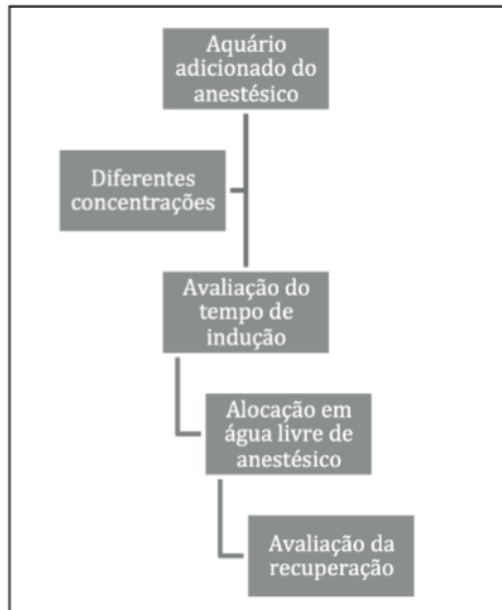 Aquário
adicionado do
anestésico
Diferentes
concentrações
Avaliação do
tempo de
indução
Alocação em
água livre de
anestésico
Avaliação da
recuperação